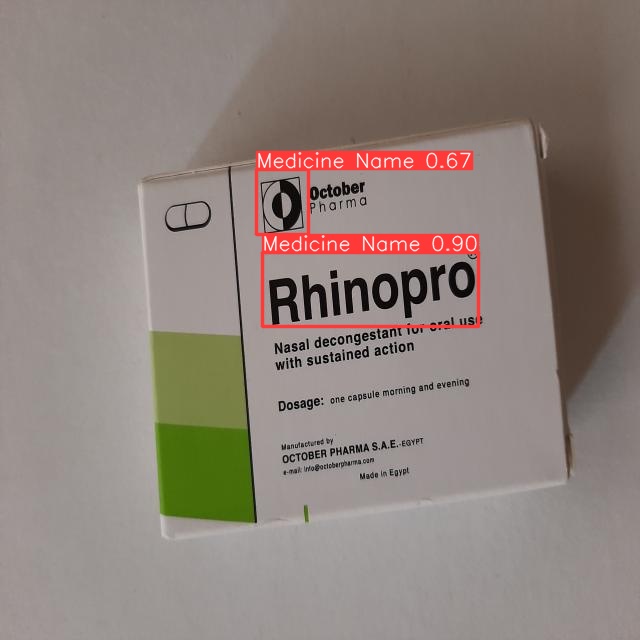 Medicine Name 0.67
October
Pharma
Medicine Name 0.90
Rhinopro®
Nasal decongestant for oral use
with sustained action
Dosage: one capsule morning and evening
Manufactured by
OCTOBER PHARMA S.A.E.-EGYPT
e-mail: info@octoberpharma.com
Made in Egypt